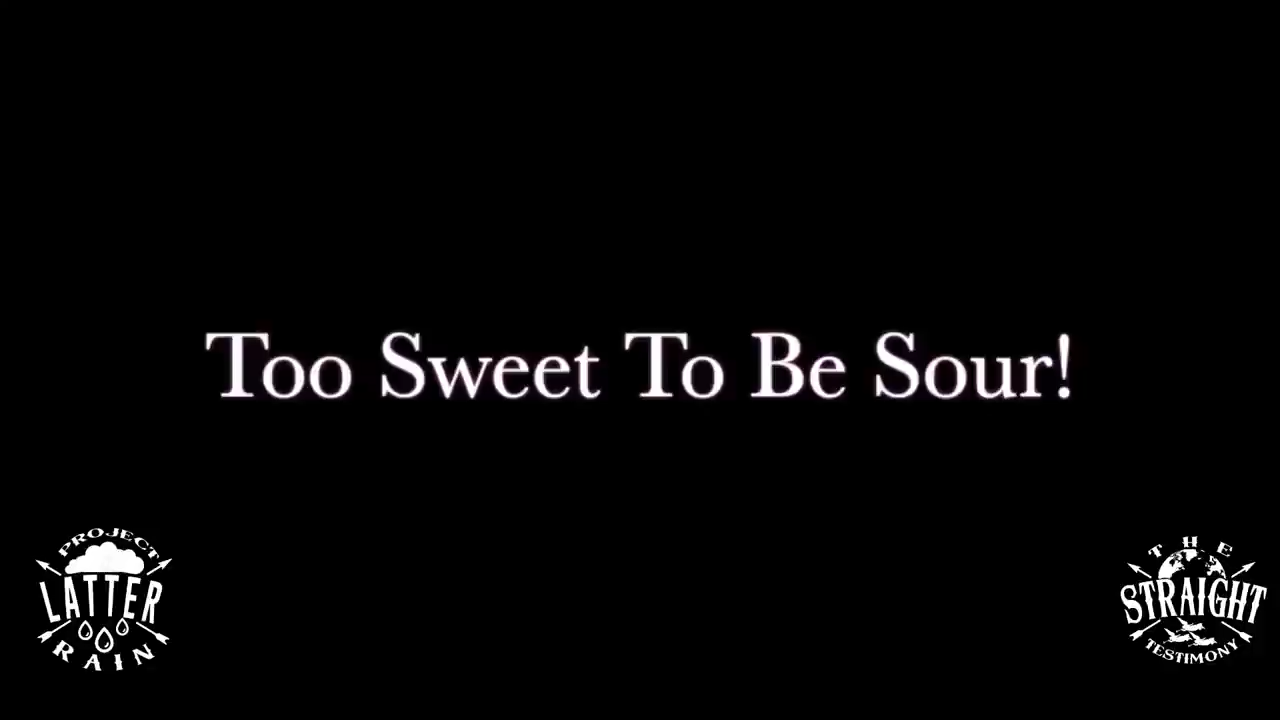 Too Sweet To Be Sour!
PROJECT
LATTER
RAIN
THE
STRAIGHT
TESTIMONY